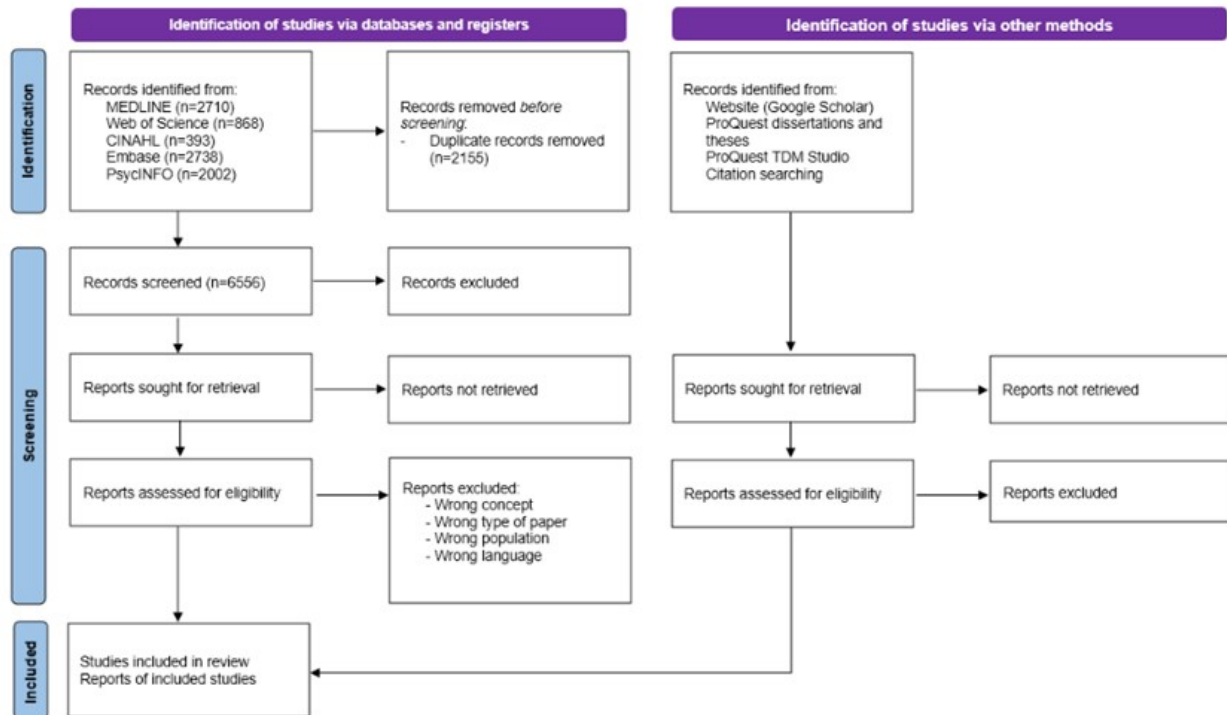 Identification of studies via databases and registers
Identification of studies via other methods
Identification
Records identified from:
MEDLINE (n=2710)
Web of Science (n=868)
CINAHL (n=393)
Embase (n=2738)
PsycINFO (n=2002)
Records removed before
screening:
- Duplicate records removed
(n=2155)
Records identified from:
Website (Google Scholar)
ProQuest dissertations and
theses
ProQuest TDM Studio
Citation searching
Screening
Records screened (n=6556)
Records excluded
Reports sought for retrieval
Reports not retrieved
Reports sought for retrieval
Reports not retrieved
Reports assessed for eligibility
Reports excluded:
- Wrong concept
- Wrong type of paper
- Wrong population
- Wrong language
Reports assessed for eligibility
Reports excluded
Included
Studies included in review
Reports of included studies